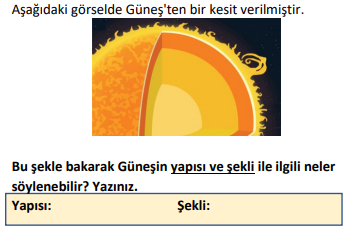 Aşağıdaki görselde Güneş'ten bir kesit verilmiştir.
Bu şekle bakarak Güneşin yapısı ve şekli ile ilgili neler
söylenebilir? Yazınız.
Yapısı: Şekli: